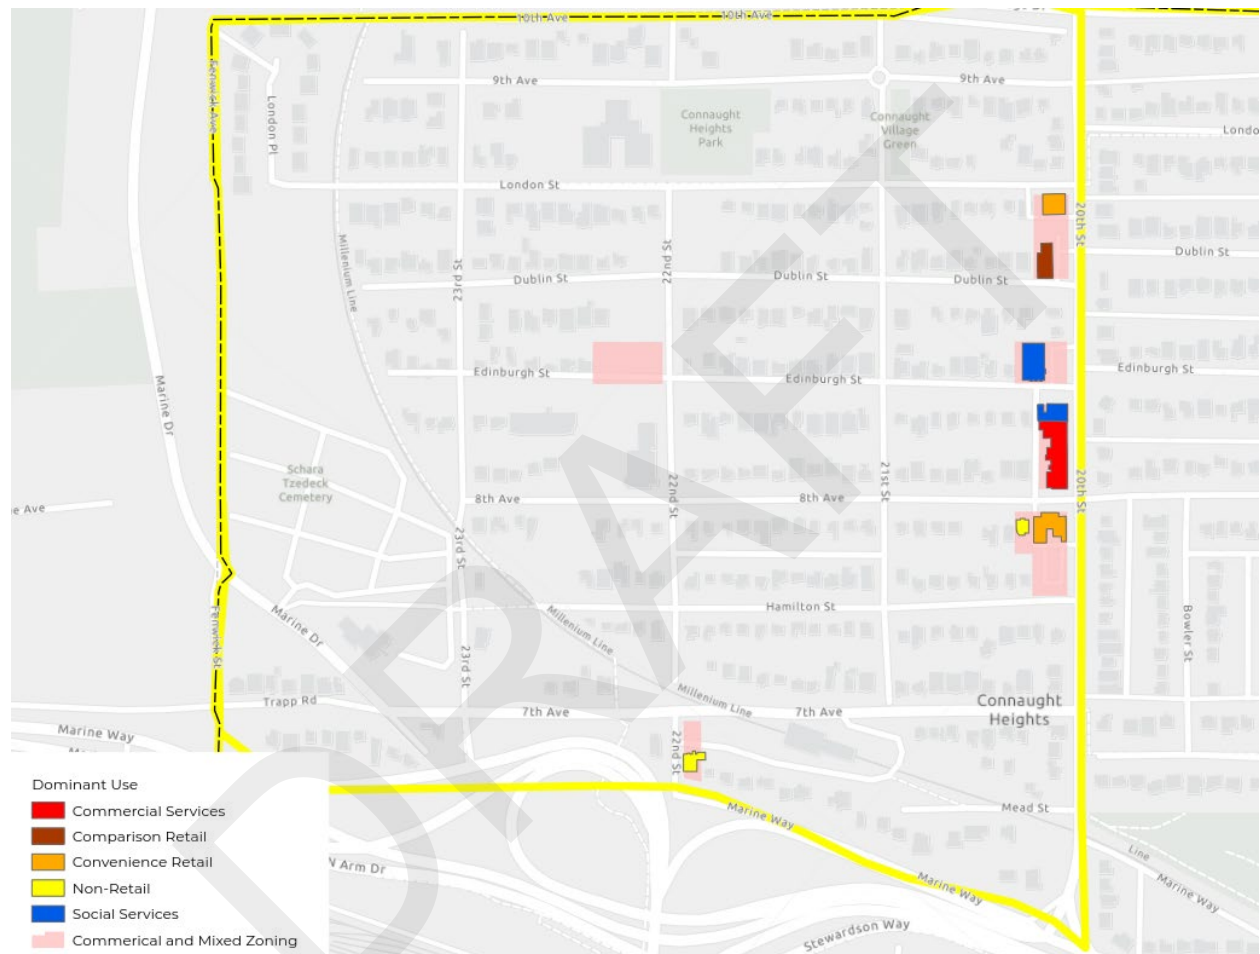 10th Ave
10th Ave
9th Ave
9th Ave
Fenwick Ave
London Pl
Connaught
Heights
Park
Connaught
Village
Green
Londo
London St
20th St
Millenium Line
23rd St
22nd St
Dublin St
Dublin St
Dublin St
Dublin St
Marine Dr
Edinburgh St
Edinburgh St
Edinburgh St
Schara
Tzedeck
Cemetery
22nd St
21st St
20th St
8th Ave
8th Ave
e Ave
23rd St
Hamilton St
Marine Dr
Fenwick St
Millenium Line
Bowler St
23rd St
Millenium Line
Trapp Rd
7th Ave
7th Ave
Connaught
Heights
Marine Way
22nd St
Mead St
Marine Way
Line
Marine Way
Marine Way
N Arm Dr
Stewardson Way
DRAFT
Dominant Use
Commercial Services
Comparison Retail
Convenience Retail
Non-Retail
Social Services
Commerical and Mixed Zoning